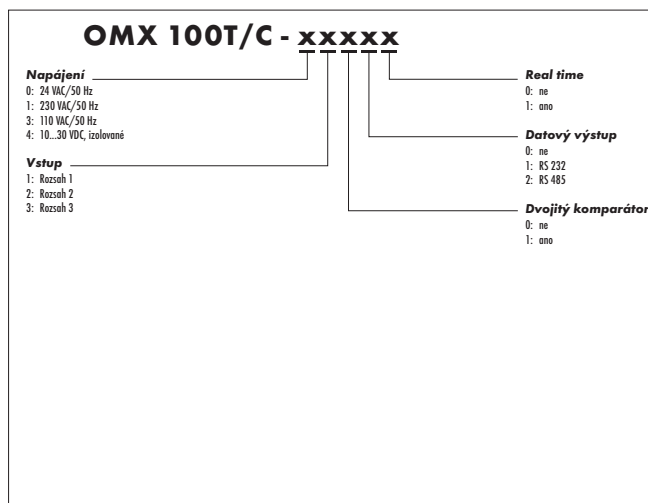 OMX 100T/C - xxxxx
Napájení
0: 24 VAC/50 Hz
1: 230 VAC/50 Hz
3: 110 VAC/50 Hz
4: 10...30 VDC, izolované
Vstup
1: Rozsah 1
2: Rozsah 2
3: Rozsah 3
Real time
0: ne
1: ano
Datový výstup
0: ne
1: RS 232
2: RS 485
Dvojitý komparátor
0: ne
1: ano